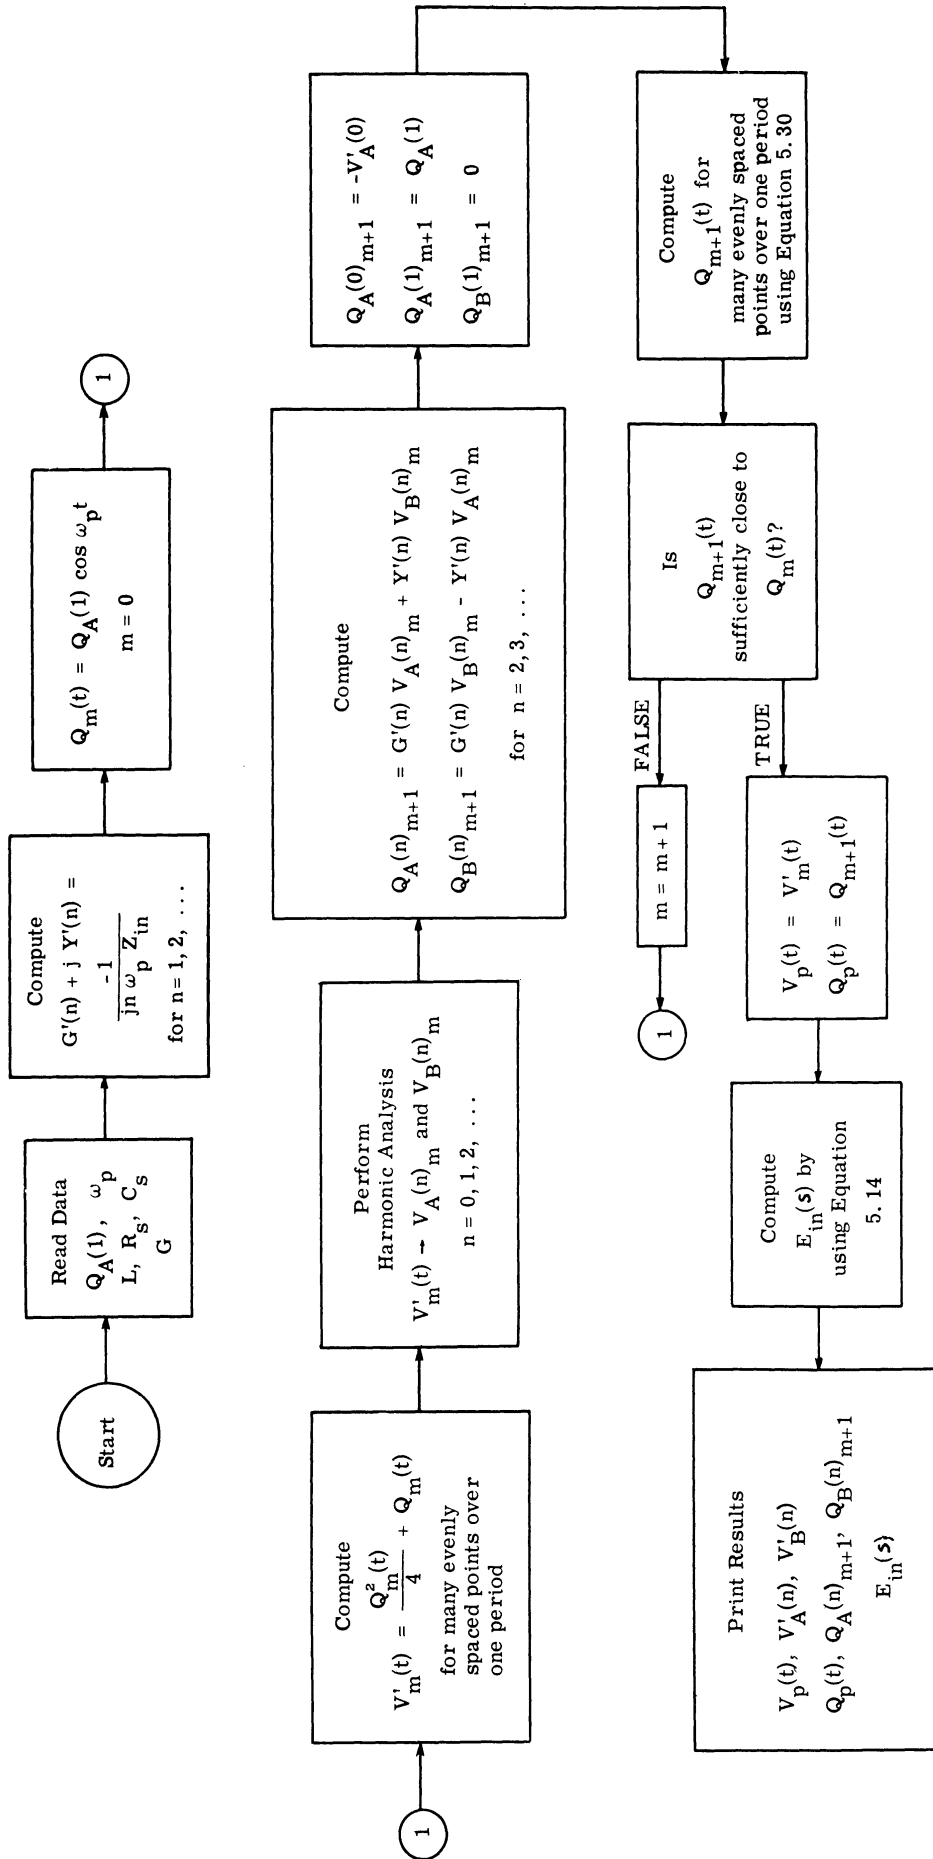 Start
Read Data
Q_A(1), ω_p
L, R_s, C_s
G
Compute
G'(n) + j Y'(n) =
-1
jn ω_p Z_in
for n= 1, 2, ...
Q_m(t) = Q_A(1) cos ω_p t
m = 0
1
1
Compute
V'_m(t) = Q_m^2(t) / 4 + Q_m(t)
for many evenly
spaced points over
one period
Perform
Harmonic Analysis
V'_m(t) → V_A(n)_m and V_B(n)_m
n = 0, 1, 2, ...
Compute
Q_A(n)_m+1 = G'(n) V_A(n)_m + Y'(n) V_B(n)_m
Q_B(n)_m+1 = G'(n) V_B(n)_m - Y'(n) V_A(n)_m
for n = 2, 3, ...
Q_A(0)_m+1 = -V'_A(0)
Q_A(1)_m+1 = Q_A(1)
Q_B(1)_m+1 = 0
Compute
Q_m+1(t) for
many evenly spaced
points over one period
using Equation 5.30
Is
Q_m+1(t)
sufficiently close to
Q_m(t)?
FALSE
m = m + 1
1
TRUE
V_p(t) = V'_m(t)
Q_p(t) = Q_m+1(t)
Compute
E_in(s) by
using Equation
5.14
Print Results
V_p(t), V'_A(n), V'_B(n)
Q_p(t), Q_A(n)_m+1, Q_B(n)_m+1
E_in(s)